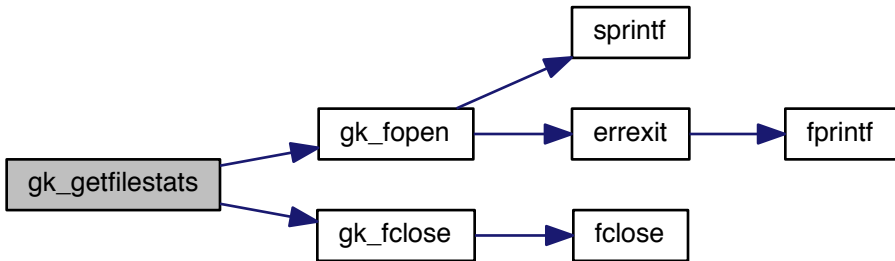 sprintf
gk_fopen
errexit
fprintf
gk_getfilestats
gk_fclose
fclose